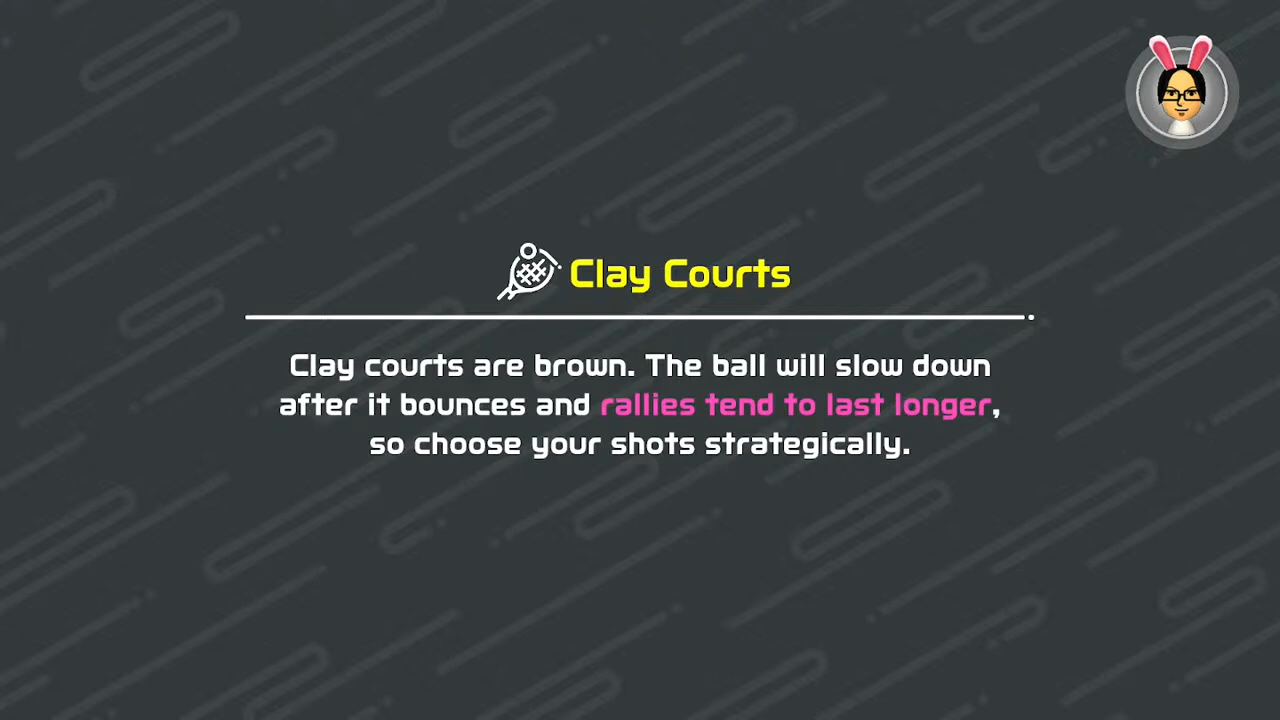 Clay Courts
Clay courts are brown. The ball will slow down
after it bounces and rallies tend to last longer,
so choose your shots strategically.